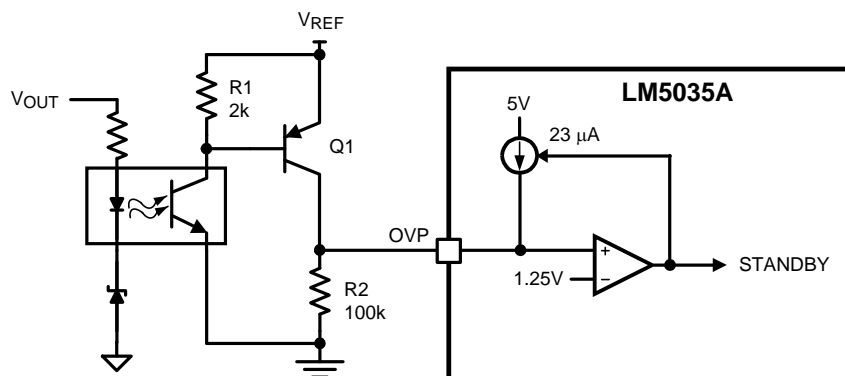 VREF
LM5035A
R1
2k
VOUT
5V
23 μA
Q1
OVP
+
1.25V
−
STANDBY
R2
100k